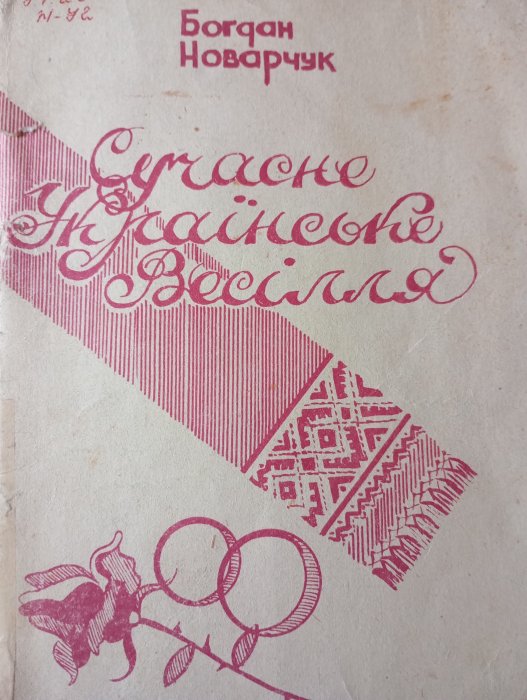 Богдан
Новарчук
Сучасне
Українське
Весілля